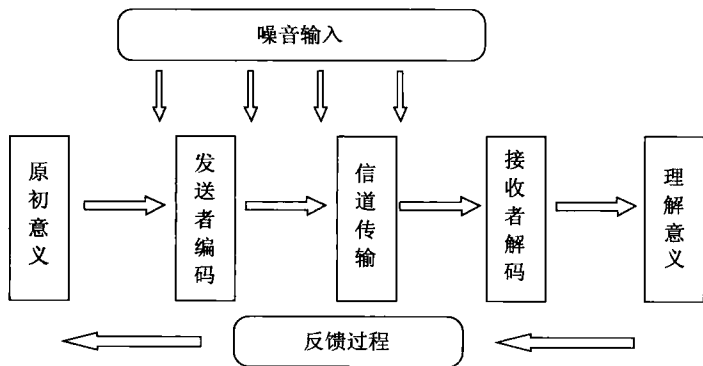 噪音输入
原初意义
发送者编码
信道传输
接收者解码
理解意义
反馈过程